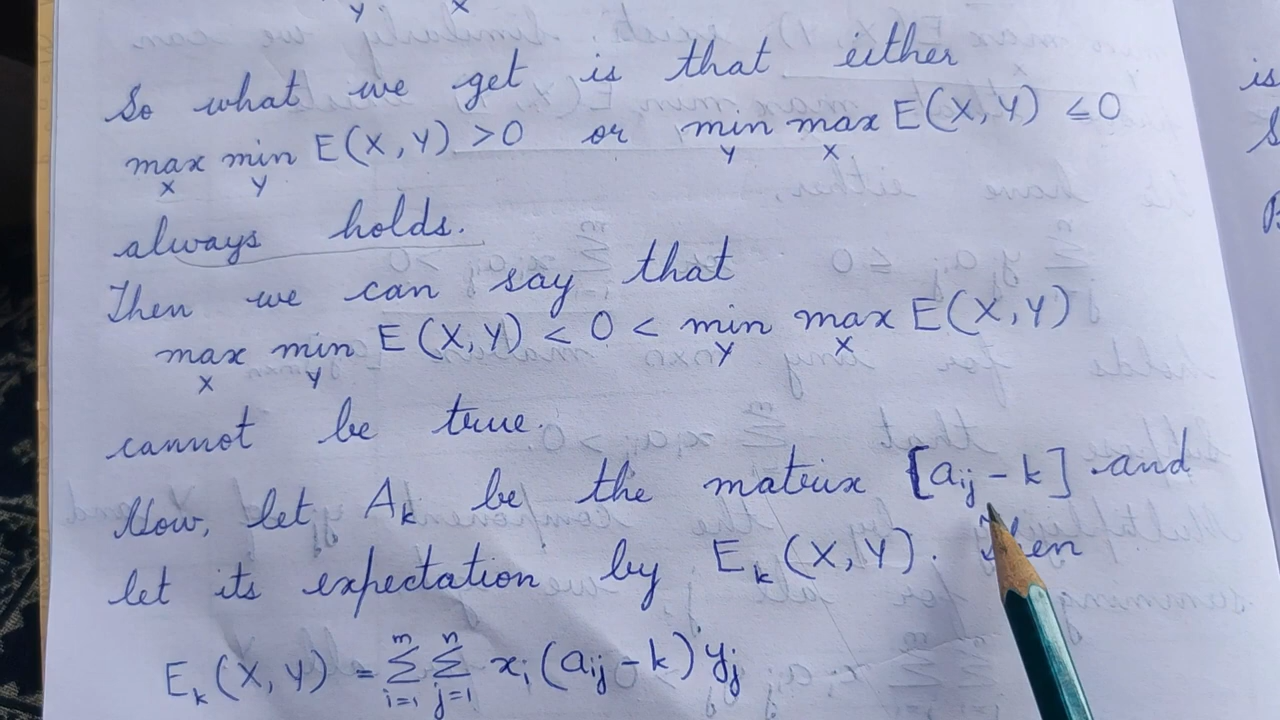 So what we get is that either
max min E(X,Y) >0 or min max E(X,Y) ≤0
X Y Y X
always holds.
Then we can say that
max min E(X,Y) < 0 < min max E(X,Y)
X Y Y X
cannot be true.
Now, let A_k be the matrix [a_ij - k] and
let its expectation by E_k(X,Y). Then
E_k(X,Y) = ∑_{i=1}^{m} ∑_{j=1}^{n} x_i (a_ij - k) y_j
is